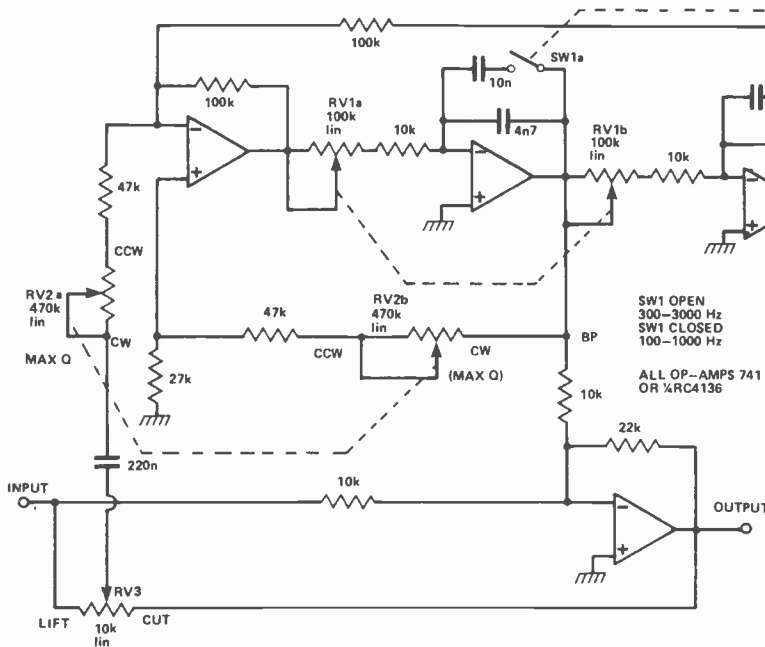 100k
SW1a
10n
100k
RV1a
100k
lin
10k
4n7
RV1b
100k
lin
10k
47k
CCW
RV2a
470k
lin
CW
MAX Q
47k
RV2b
470k
lin
CCW
CW
(MAX Q)
BP
27k
SW1 OPEN
300–3000 Hz
SW1 CLOSED
100–1000 Hz
ALL OP–AMPS 741
OR ¼RC4136
10k
22k
220n
INPUT
10k
OUTPUT
RV3
LIFT
10k
lin
CUT